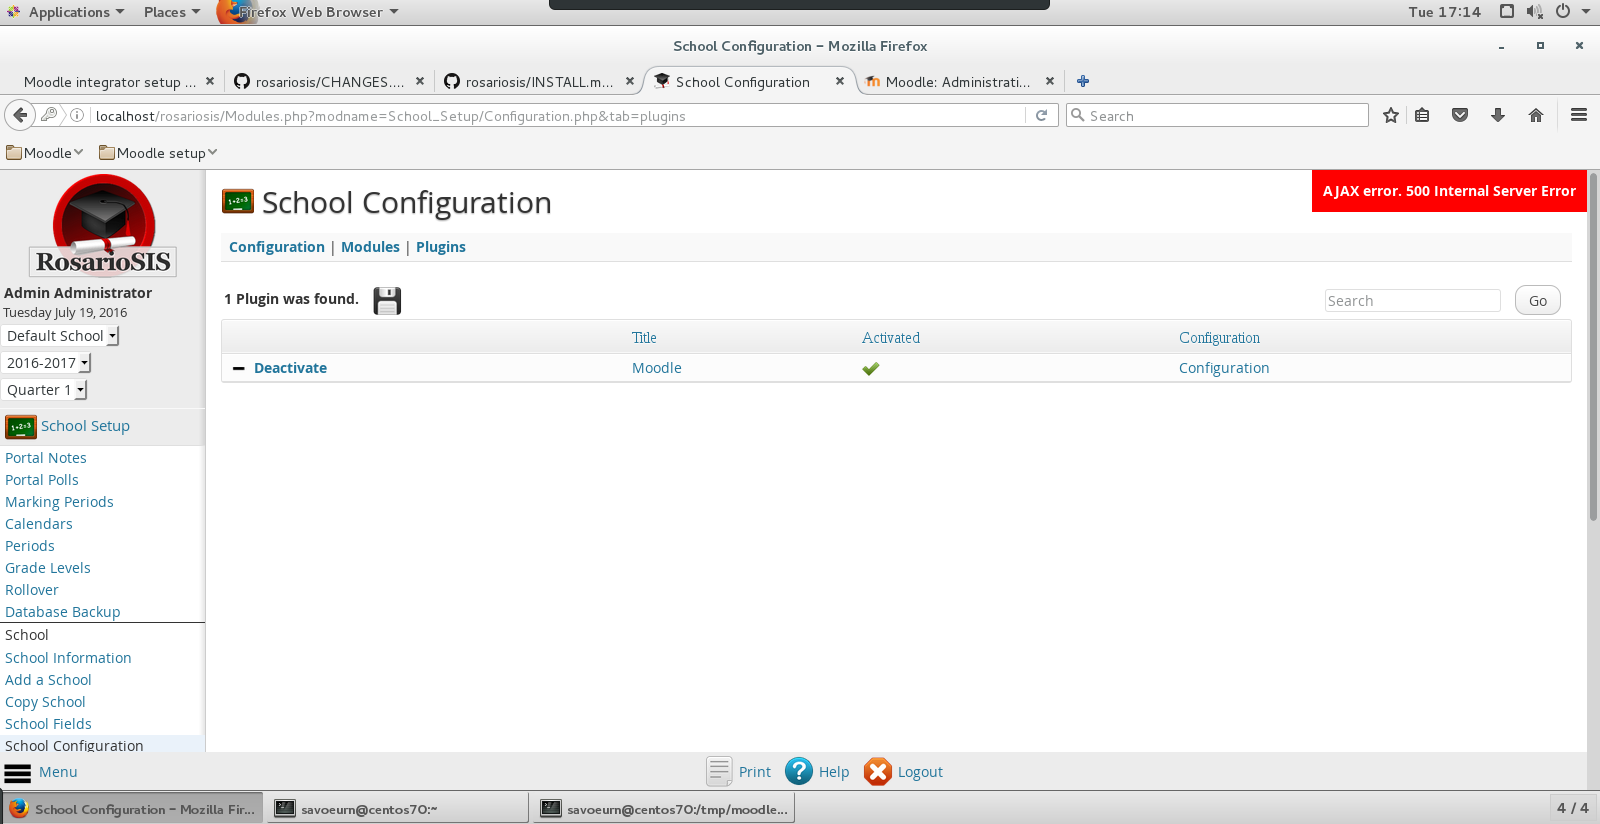 Applications Places Firefox Web Browser Tue 17:14
School Configuration – Mozilla Firefox
Moodle integrator setup ... rosariosis/CHANGES.... rosariosis/INSTALL.m... School Configuration Moodle: Administrati...
localhost/rosariosis/Modules.php?modname=School_Setup/Configuration.php&tab=plugins Search
Moodle Moodle setup
RosarioSIS
Admin Administrator
Tuesday July 19, 2016
Default School
2016-2017
Quarter 1
1+2=3 School Setup
Portal Notes
Portal Polls
Marking Periods
Calendars
Periods
Grade Levels
Rollover
Database Backup
School
School Information
Add a School
Copy School
School Fields
School Configuration
1+2=3 School Configuration
AJAX error. 500 Internal Server Error
Configuration | Modules | Plugins
1 Plugin was found. Search Go
Title Activated Configuration
Deactivate Moodle Configuration
Menu Print ? Help Logout
School Configuration – Mozilla Fir... savoeurn@centos70:~ savoeurn@centos70:/tmp/moodle... 4 / 4